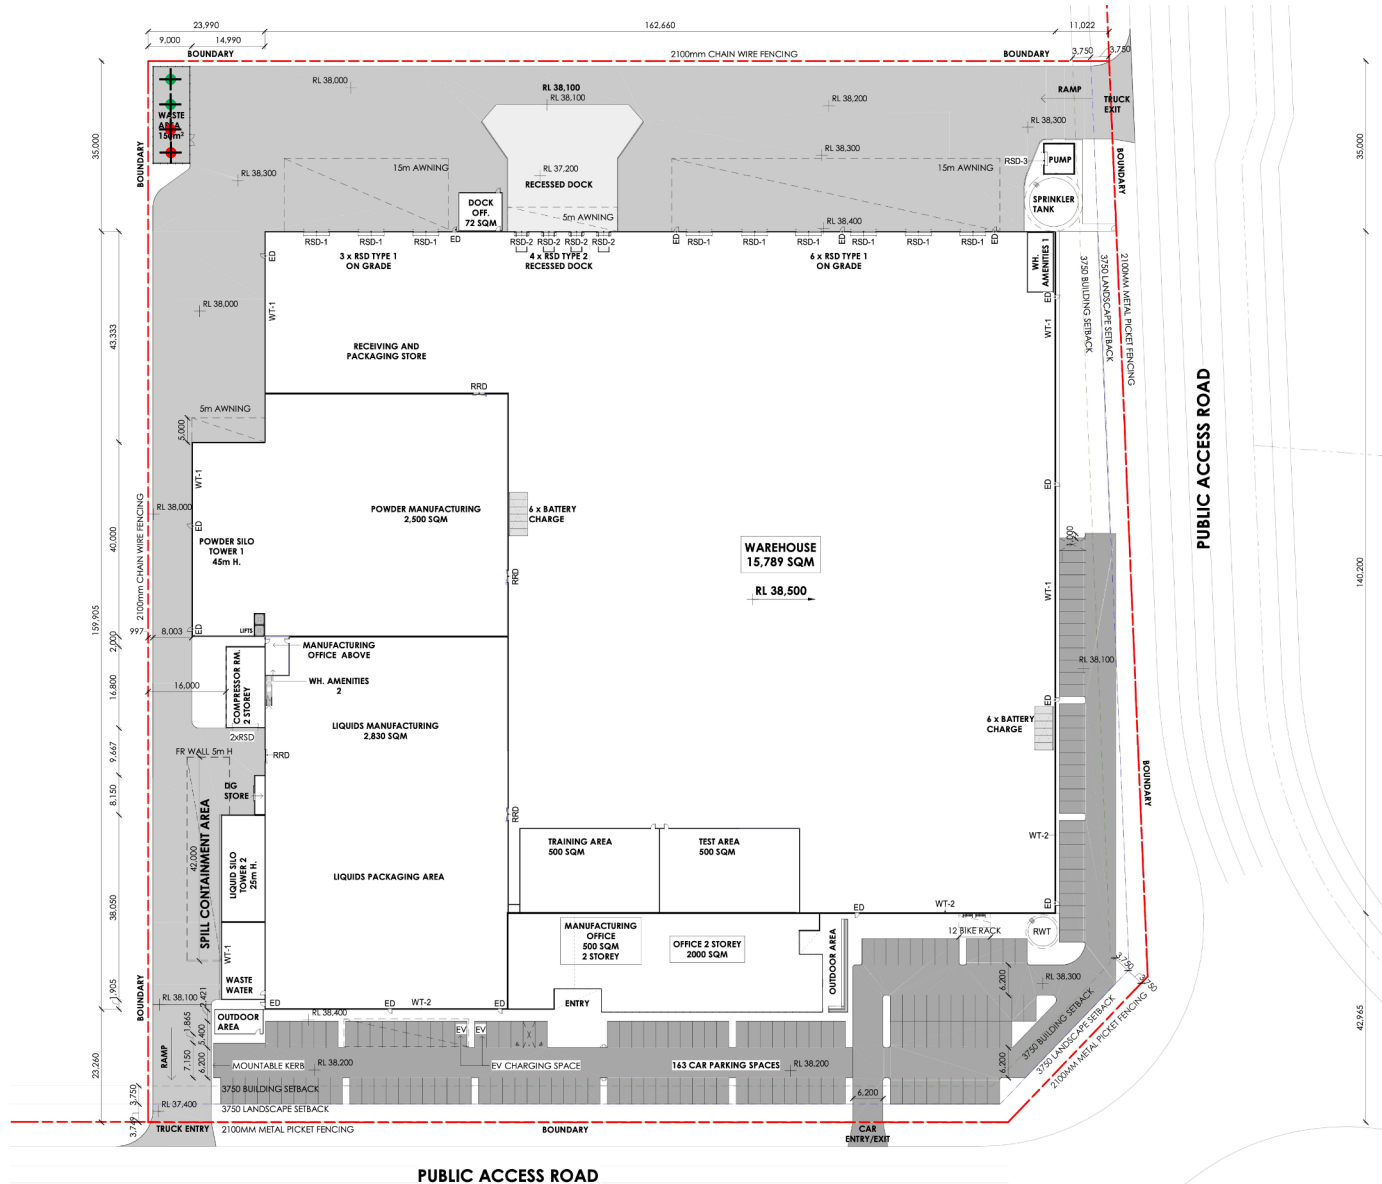 23,990
162,660
11,022
9,000
14,990
BOUNDARY
2100mm CHAIN WIRE FENCING
BOUNDARY
3,750
3,750
RL 38,000
RL 38,100
RL 38,100
RL 38,200
RAMP
TRUCK
EXIT
RL 38,300
WASTE
AREA
150m²
35,000
35,000
BOUNDARY
BOUNDARY
RL 38,300
15m AWNING
RL 37,200
RECESSED DOCK
RL 38,300
15m AWNING
RSD-3
PUMP
SPRINKLER
TANK
DOCK
OFF.
72 SQM
5m AWNING
RL 38,400
RSD-1
RSD-1
RSD-1
ED
RSD-2
RSD-2
RSD-2
RSD-2
ED
RSD-1
RSD-1
ED
RSD-1
RSD-1
RSD-1
ED
3 x RSD TYPE 1
ON GRADE
4 x RSD TYPE 2
RECESSED DOCK
6 x RSD TYPE 1
ON GRADE
ED
WH.
AMENITIES 1
ED
WT-1
WT-1
RL 38,000
43,333
3750 BUILDING SETBACK
3750 LANDSCAPE SETBACK
2100MM METAL PICKET FENCING
RECEIVING AND
PACKAGING STORE
RRD
5m AWNING
5,000
PUBLIC ACCESS ROAD
WT-1
ED
RL 38,000
2100mm CHAIN WIRE FENCING
40,000
POWDER MANUFACTURING
2,500 SQM
6 x BATTERY
CHARGE
POWDER SILO
TOWER 1
45m H.
WAREHOUSE
15,789 SQM
RL 38,500
RRD
ED
WT-1
140,200
159,905
LIFTS
ED
997
8,003
2,000
MANUFACTURING
OFFICE ABOVE
WH. AMENITIES
2
COMPRESSOR RM.
2 STOREY
16,000
16,800
RL 38,100
ED
LIQUIDS MANUFACTURING
2,830 SQM
6 x BATTERY
CHARGE
2xRSD
FR WALL 5m H
RRD
9,667
DG
STORE
8,150
BOUNDARY
SPILL CONTAINMENT AREA
42,000
LIQUID SILO
TOWER 2
25m H.
RRD
TRAINING AREA
500 SQM
TEST AREA
500 SQM
WT-2
LIQUIDS PACKAGING AREA
38,050
ED
ED
WT-2
MANUFACTURING
OFFICE
500 SQM
2 STOREY
OFFICE 2 STOREY
2000 SQM
OUTDOOR AREA
12 BIKE RACK
RWT
WT-1
WASTE
WATER
3,750
3,750
6,200
RL 38,300
BOUNDARY
1,905
2,421
RL 38,100
ED
ED
WT-2
ED
ENTRY
OUTDOOR
AREA
RL 38,400
EV
EV
1,865
5,400
RAMP
7,150
6,200
MOUNTABLE KERB
RL 38,200
EV CHARGING SPACE
163 CAR PARKING SPACES
RL 38,200
6,200
3750 BUILDING SETBACK
3750 LANDSCAPE SETBACK
2100MM METAL PICKET FENCING
42,965
23,260
3,750
3750 BUILDING SETBACK
6,200
RL 37,400
3750 LANDSCAPE SETBACK
3,749
TRUCK ENTRY
2100MM METAL PICKET FENCING
BOUNDARY
CAR
ENTRY/EXIT
PUBLIC ACCESS ROAD